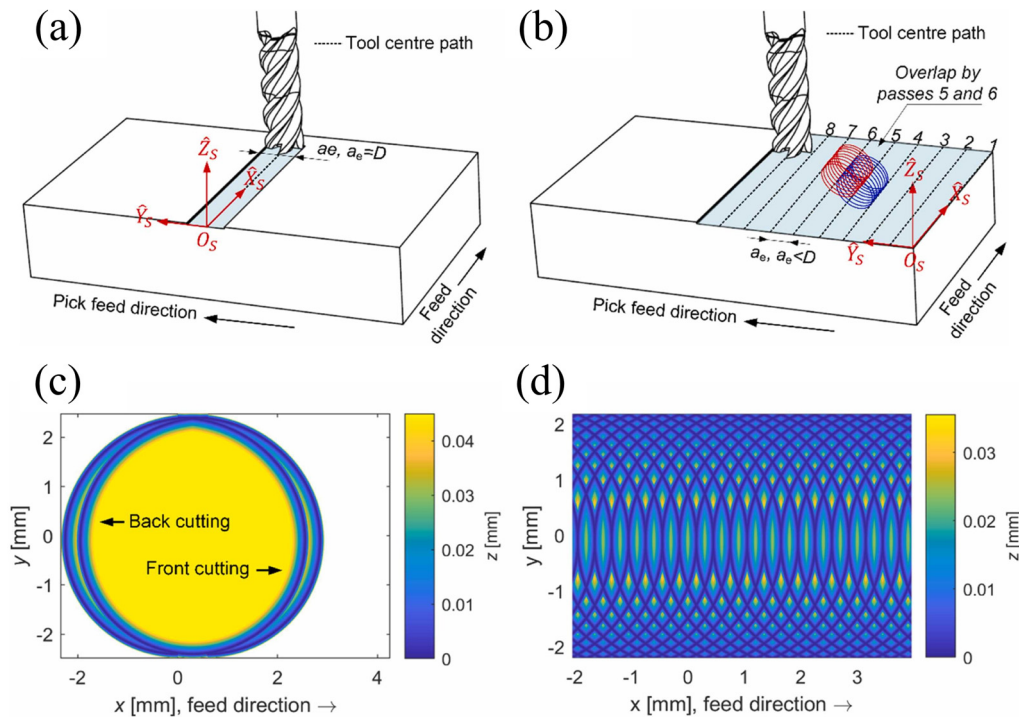 (a)
Tool centre path
ae, aₑ=D
Ẑ_S
X̂_S
Ŷ_S
O_S
Pick feed direction
Feed
direction
(b)
Tool centre path
Overlap by
passes 5 and 6
8 7 6 5 4 3 2 1
Ẑ_S
X̂_S
aₑ, aₑ<D
Ŷ_S
O_S
Pick feed direction
Feed
direction
(c)
2
1
0
-1
-2
y [mm]
Back cutting
Front cutting
-2 0 2 4
x [mm], feed direction →
0.04
0.03
0.02
0.01
0
z [mm]
(d)
2
1
0
-1
-2
y [mm]
-2 -1 0 1 2 3
x [mm], feed direction →
0.03
0.02
0.01
0
z [mm]